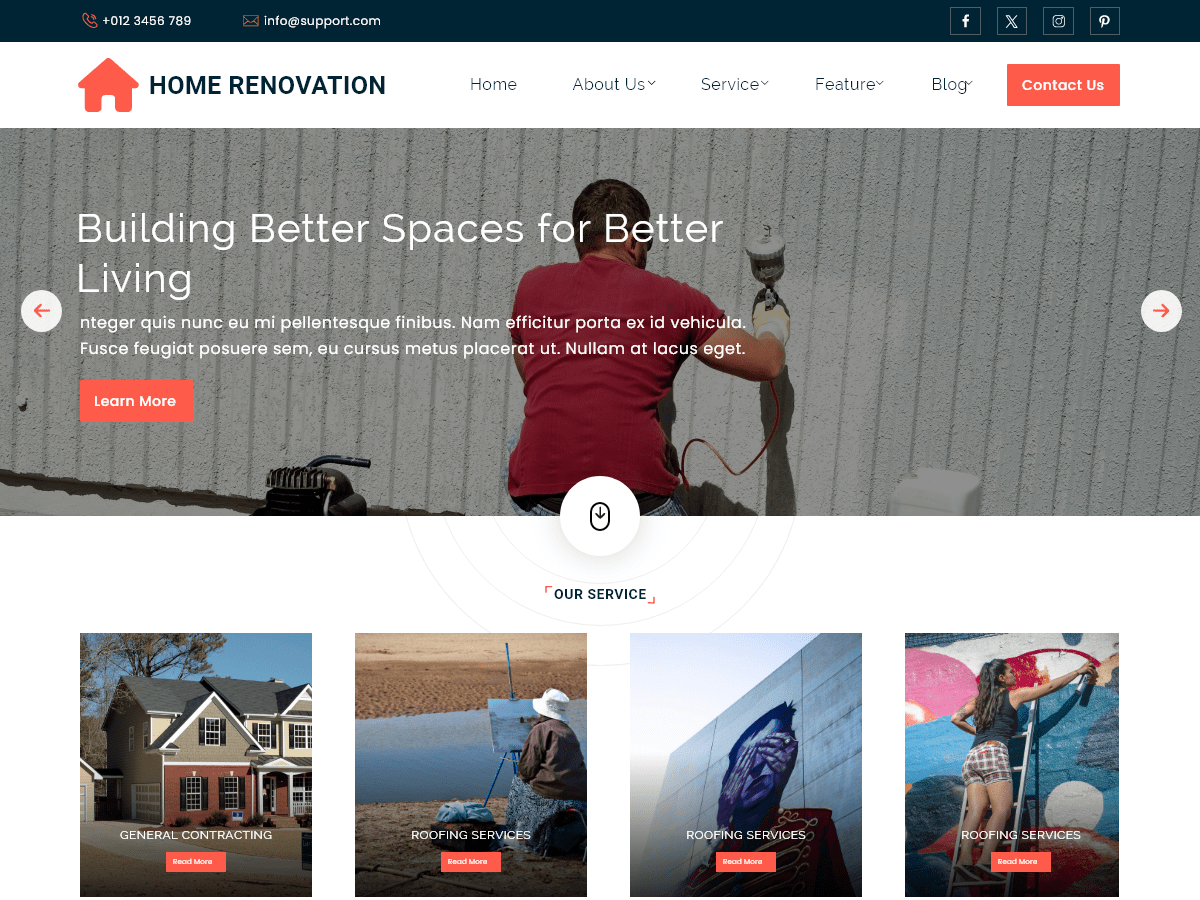 +012 3456 789
info@support.com
HOME RENOVATION
Home
About Us
Service
Feature
Blog
Contact Us
Building Better Spaces for Better
Living
nteger quis nunc eu mi pellentesque finibus. Nam efficitur porta ex id vehicula.
Fusce feugiat posuere sem, eu cursus metus placerat ut. Nullam at lacus eget.
Learn More
OUR SERVICE
GENERAL CONTRACTING
Read More
ROOFING SERVICES
Read More
ROOFING SERVICES
Read More
ROOFING SERVICES
Read More